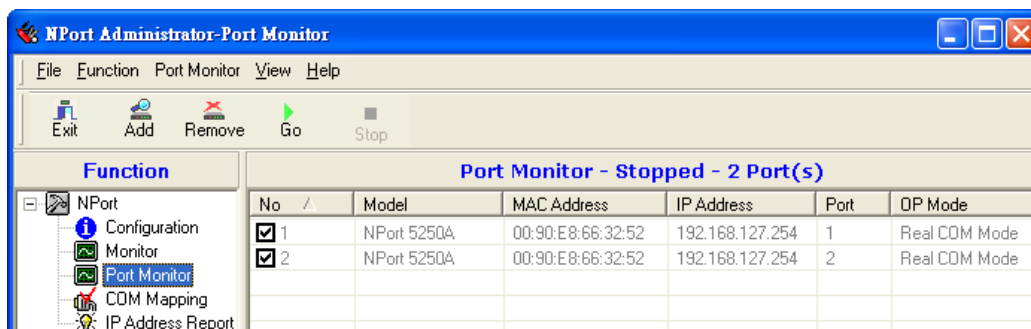 NPort Administrator-Port Monitor
File Function Port Monitor View Help
Exit Add Remove Go Stop
Function
Port Monitor - Stopped - 2 Port(s)
NPort
Configuration
Monitor
Port Monitor
COM Mapping
IP Address Report
No Model MAC Address IP Address Port OP Mode
1 NPort 5250A 00:90:E8:66:32:52 192.168.127.254 1 Real COM Mode
2 NPort 5250A 00:90:E8:66:32:52 192.168.127.254 2 Real COM Mode